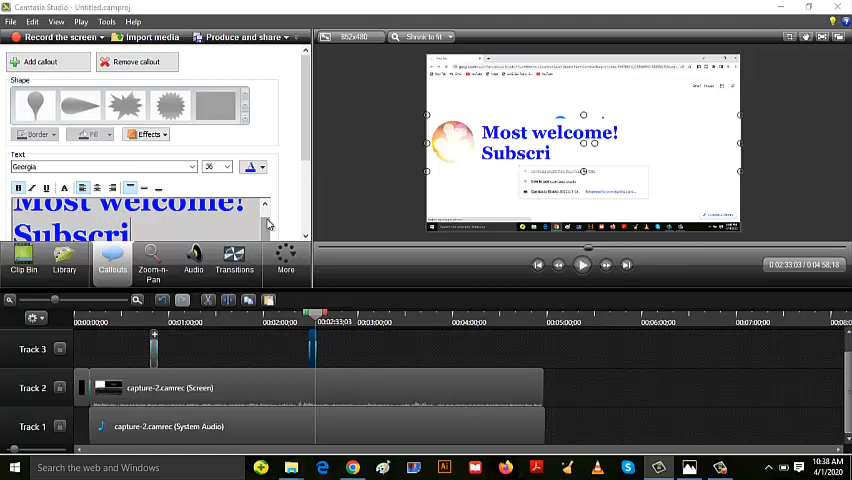 Camtasia Studio - Untitled.camproj
File Edit View Play Tools Help
Record the screen Import media Produce and share
852x480 Shrink to fit
Add callout Remove callout
Shape
Border Fill Effects
Text
Georgia 36 A
B I S A
Most welcome!
Subscri
Most welcome!
Subscri
Clip Bin Library Callouts Zoom-n-Pan Audio Transitions More
0:02:33;03 / 0:04:58;18
00:00:00;00 00:01:00;00 00:02:00;00 00:02:33;03 00:03:00;00 00:04:00;00 00:05:00;00 00:06:00;00 00:07:00;00 00:08:
Track 3
Track 2 capture-2.camrec (Screen)
Track 1 capture-2.camrec (System Audio)
Search the web and Windows
10:38 AM
4/1/2020